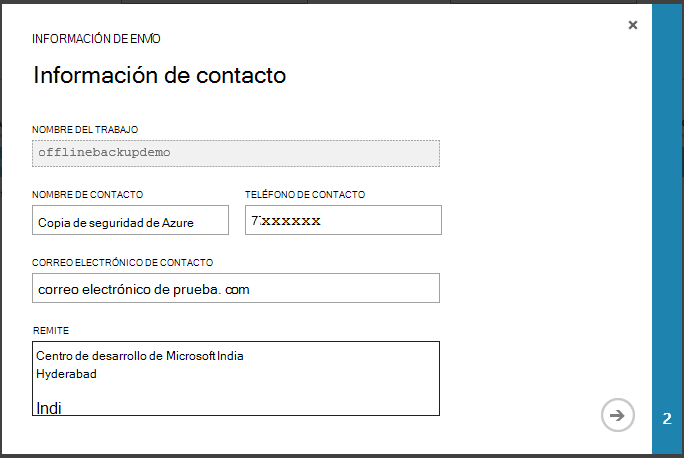 INFORMACIÓN DE ENVÍO
Información de contacto
NOMBRE DEL TRABAJO
offlinebackupdemo
NOMBRE DE CONTACTO
TELÉFONO DE CONTACTO
Copia de seguridad de Azure
7xxxxxx
CORREO ELECTRÓNICO DE CONTACTO
correo electrónico de prueba. com
REMITE
Centro de desarrollo de Microsoft India
Hyderabad
Indi
2